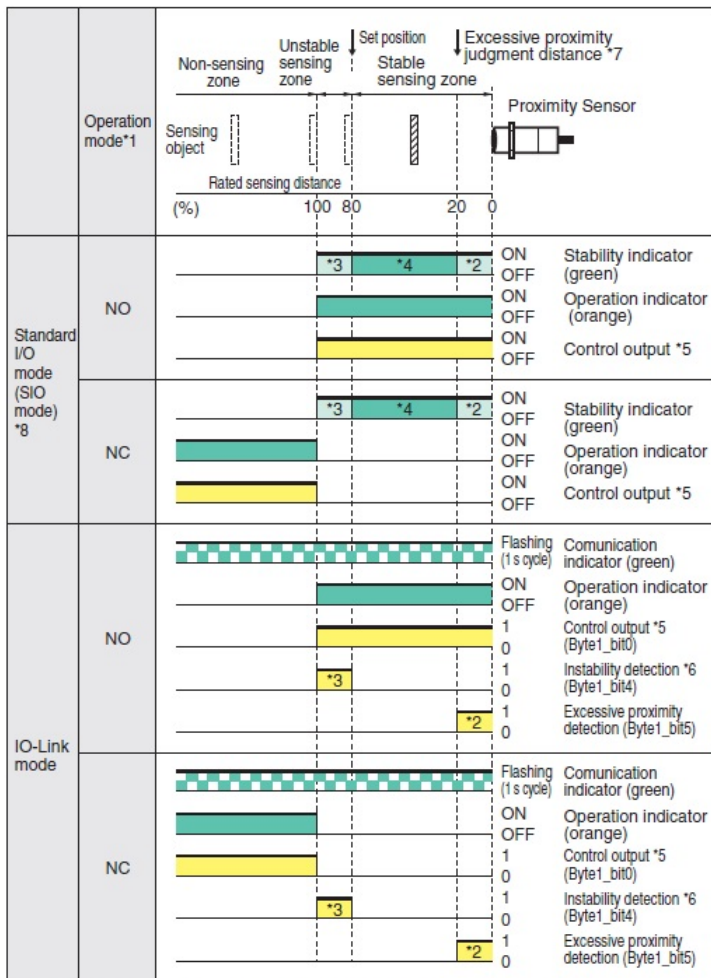 Operation
mode*1
Non-sensing
zone
Unstable
sensing
zone
Set position
Stable
sensing zone
Excessive proximity
judgment distance *7
Sensing
object
Proximity Sensor
Rated sensing distance
(%) 100 80 20 0
Standard
I/O
mode
(SIO
mode)
*8
NO
*3 *4 *2
ON
OFF
Stability indicator
(green)
ON
OFF
Operation indicator
(orange)
ON
OFF
Control output *5
NC
*3 *4 *2
ON
OFF
Stability indicator
(green)
ON
OFF
Operation indicator
(orange)
ON
OFF
Control output *5
IO-Link
mode
NO
Flashing
(1 s cycle)
Comunication
indicator (green)
ON
OFF
Operation indicator
(orange)
1
0
Control output *5
(Byte1_bit0)
*3
1
0
Instability detection *6
(Byte1_bit4)
*2
1
0
Excessive proximity
detection (Byte1_bit5)
NC
Flashing
(1 s cycle)
Comunication
indicator (green)
ON
OFF
Operation indicator
(orange)
1
0
Control output *5
(Byte1_bit0)
*3
1
0
Instability detection *6
(Byte1_bit4)
*2
1
0
Excessive proximity
detection (Byte1_bit5)